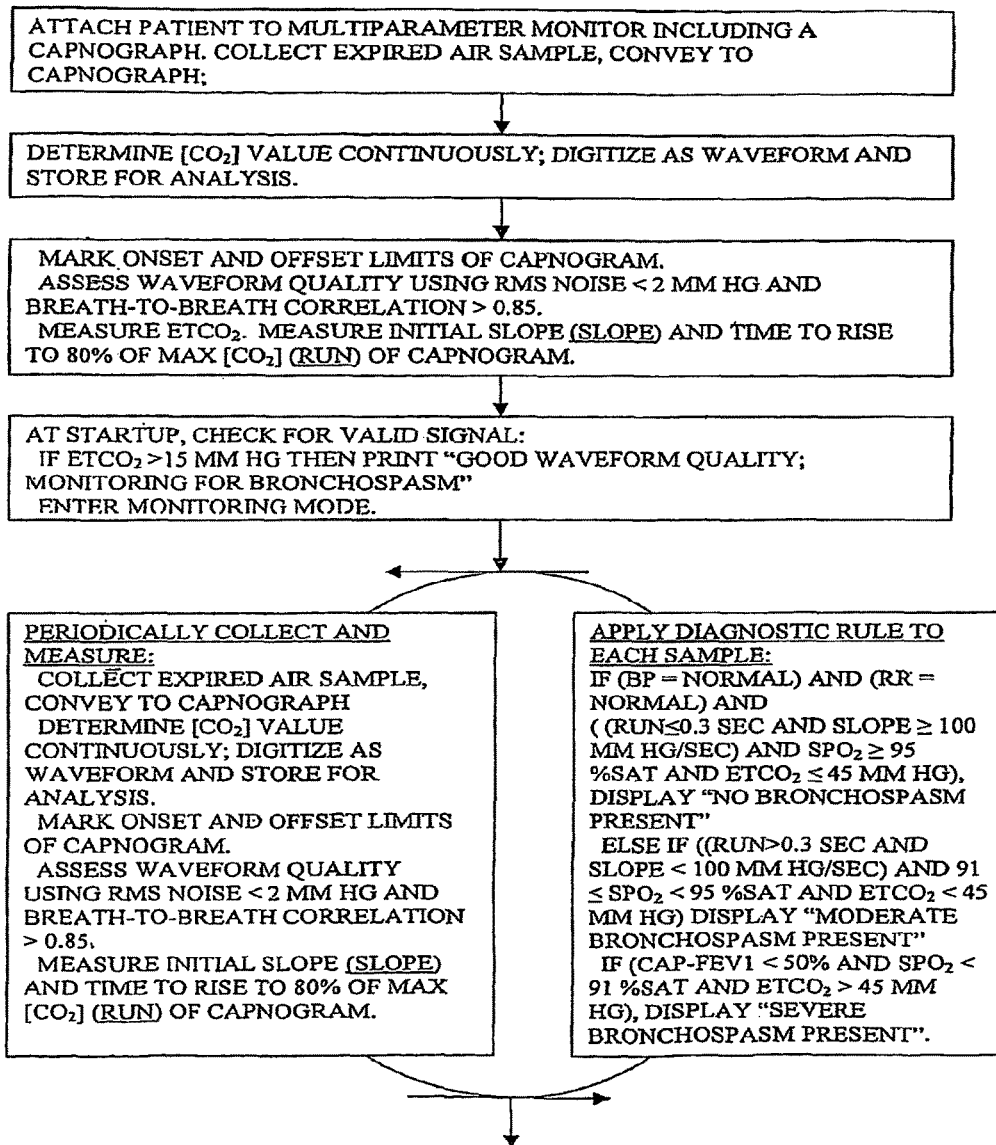 ATTACH PATIENT TO MULTIPARAMETER MONITOR INCLUDING A
CAPNOGRAPH. COLLECT EXPIRED AIR SAMPLE, CONVEY TO
CAPNOGRAPH;
DETERMINE [CO₂] VALUE CONTINUOUSLY; DIGITIZE AS WAVEFORM AND
STORE FOR ANALYSIS.
MARK ONSET AND OFFSET LIMITS OF CAPNOGRAM.
ASSESS WAVEFORM QUALITY USING RMS NOISE < 2 MM HG AND
BREATH-TO-BREATH CORRELATION > 0.85.
MEASURE ETCO₂. MEASURE INITIAL SLOPE (SLOPE) AND TIME TO RISE
TO 80% OF MAX [CO₂] (RUN) OF CAPNOGRAM.
AT STARTUP, CHECK FOR VALID SIGNAL:
IF ETCO₂ >15 MM HG THEN PRINT “GOOD WAVEFORM QUALITY;
MONITORING FOR BRONCHOSPASM”
ENTER MONITORING MODE.
PERIODICALLY COLLECT AND
MEASURE:
COLLECT EXPIRED AIR SAMPLE,
CONVEY TO CAPNOGRAPH
DETERMINE [CO₂] VALUE
CONTINUOUSLY; DIGITIZE AS
WAVEFORM AND STORE FOR
ANALYSIS.
MARK ONSET AND OFFSET LIMITS
OF CAPNOGRAM.
ASSESS WAVEFORM QUALITY
USING RMS NOISE < 2 MM HG AND
BREATH-TO-BREATH CORRELATION
> 0.85.
MEASURE INITIAL SLOPE (SLOPE)
AND TIME TO RISE TO 80% OF MAX
[CO₂] (RUN) OF CAPNOGRAM.
APPLY DIAGNOSTIC RULE TO
EACH SAMPLE:
IF (BP = NORMAL) AND (RR =
NORMAL) AND
( (RUN≤0.3 SEC AND SLOPE ≥ 100
MM HG/SEC) AND SPO₂ ≥ 95
%SAT AND ETCO₂ ≤ 45 MM HG),
DISPLAY “NO BRONCHOSPASM
PRESENT”
ELSE IF ((RUN>0.3 SEC AND
SLOPE < 100 MM HG/SEC) AND 91
≤ SPO₂ < 95 %SAT AND ETCO₂ < 45
MM HG) DISPLAY “MODERATE
BRONCHOSPASM PRESENT”
IF (CAP-FEV1 < 50% AND SPO₂ <
91 %SAT AND ETCO₂ > 45 MM
HG), DISPLAY “SEVERE
BRONCHOSPASM PRESENT”.